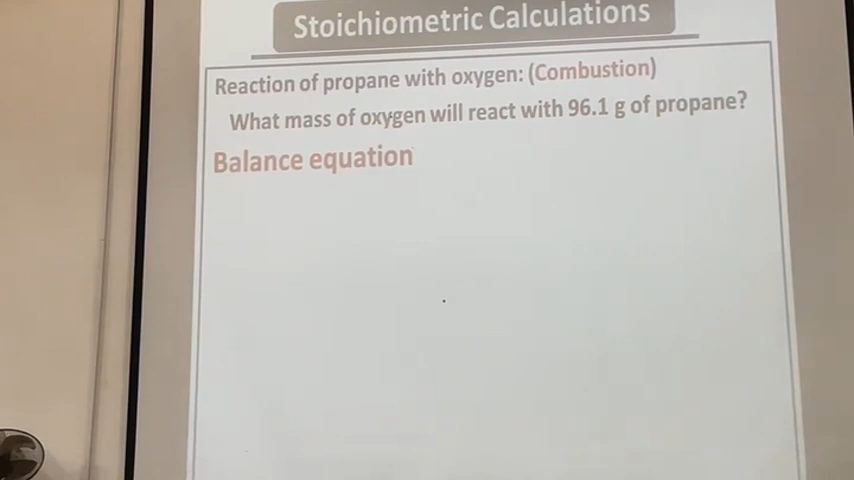 Stoichiometric Calculations
Reaction of propane with oxygen: (Combustion)
What mass of oxygen will react with 96.1 g of propane?
Balance equation